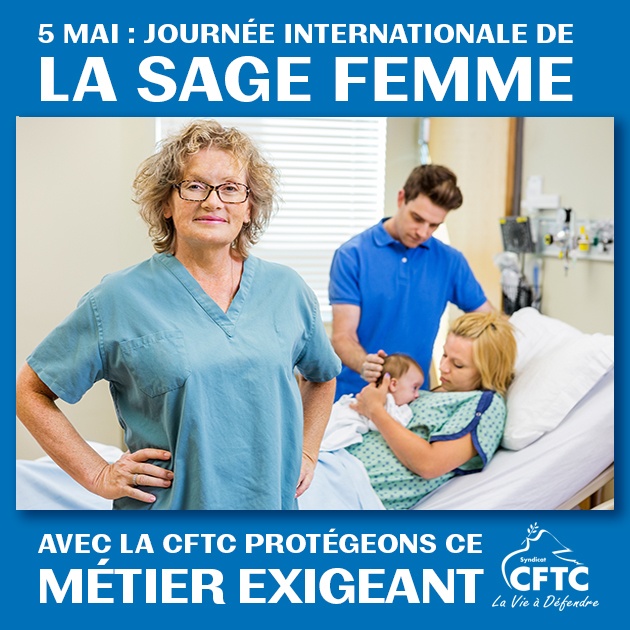 5 MAI : JOURNÉE INTERNATIONALE DE
LA SAGE FEMME
AVEC LA CFTC PROTÉGEONS CE
MÉTIER EXIGEANT
Syndicat
CFTC
La Vie à Défendre